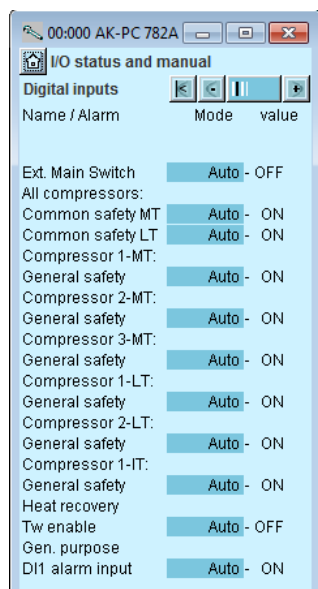 00:000 AK-PC 782A
I/O status and manual
Digital inputs
Name / Alarm Mode value
Ext. Main Switch Auto - OFF
All compressors:
Common safety MT Auto - ON
Common safety LT Auto - ON
Compressor 1-MT:
General safety Auto - ON
Compressor 2-MT:
General safety Auto - ON
Compressor 3-MT:
General safety Auto - ON
Compressor 1-LT:
General safety Auto - ON
Compressor 2-LT:
General safety Auto - ON
Compressor 1-IT:
General safety Auto - ON
Heat recovery
Tw enable Auto - OFF
Gen. purpose
DI1 alarm input Auto - ON